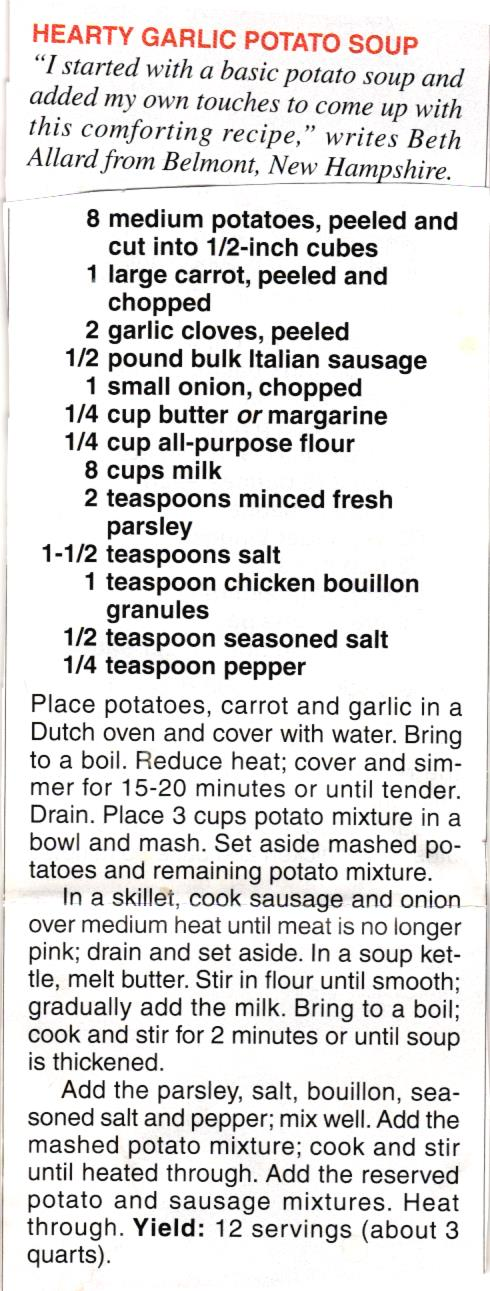 HEARTY GARLIC POTATO SOUP
"I started with a basic potato soup and
added my own touches to come up with
this comforting recipe," writes Beth
Allard from Belmont, New Hampshire.
8 medium potatoes, peeled and
cut into 1/2-inch cubes
1 large carrot, peeled and
chopped
2 garlic cloves, peeled
1/2 pound bulk Italian sausage
1 small onion, chopped
1/4 cup butter or margarine
1/4 cup all-purpose flour
8 cups milk
2 teaspoons minced fresh
parsley
1-1/2 teaspoons salt
1 teaspoon chicken bouillon
granules
1/2 teaspoon seasoned salt
1/4 teaspoon pepper
Place potatoes, carrot and garlic in a
Dutch oven and cover with water. Bring
to a boil. Reduce heat; cover and sim-
mer for 15-20 minutes or until tender.
Drain. Place 3 cups potato mixture in a
bowl and mash. Set aside mashed po-
tatoes and remaining potato mixture.
In a skillet, cook sausage and onion
over medium heat until meat is no longer
pink; drain and set aside. In a soup ket-
tle, melt butter. Stir in flour until smooth;
gradually add the milk. Bring to a boil;
cook and stir for 2 minutes or until soup
is thickened.
Add the parsley, salt, bouillon, sea-
soned salt and pepper; mix well. Add the
mashed potato mixture; cook and stir
until heated through. Add the reserved
potato and sausage mixtures. Heat
through. Yield: 12 servings (about 3
quarts).